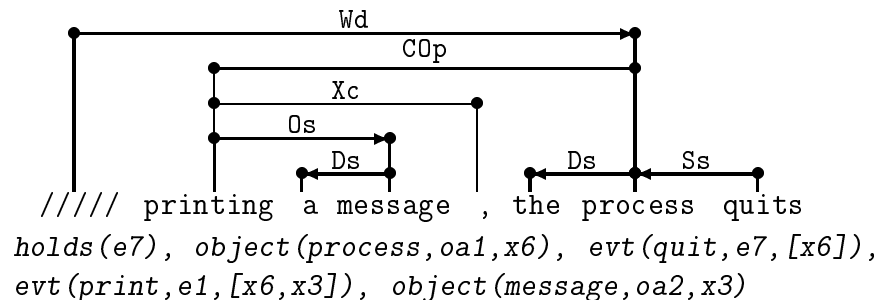 Wd
COp
Xc
Os
Ds Ds Ss
///// printing a message , the process quits
holds(e7), object(process,oa1,x6), evt(quit,e7,[x6]),
evt(print,e1,[x6,x3]), object(message,oa2,x3)